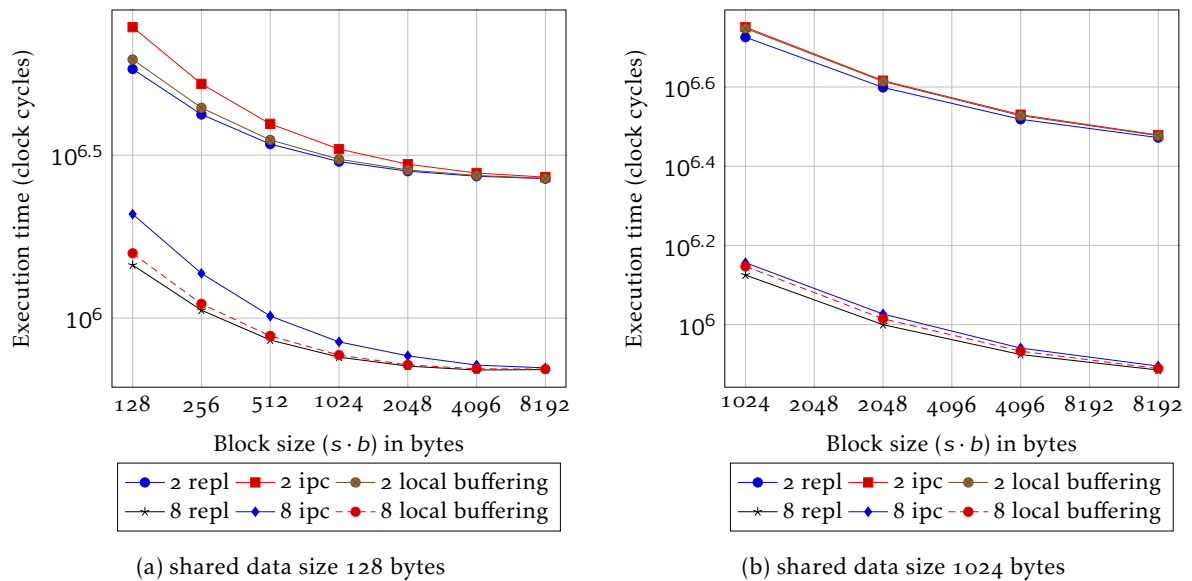 Execution time (clock cycles)
10^6.5
10^6
128 256 512 1024 2048 4096 8192
Block size (s · b) in bytes
2 repl 2 ipc 2 local buffering
8 repl 8 ipc 8 local buffering
(a) shared data size 128 bytes
Execution time (clock cycles)
10^6.6
10^6.4
10^6.2
10^6
1024 2048 2048 4096 4096 8192 8192
Block size (s · b) in bytes
2 repl 2 ipc 2 local buffering
8 repl 8 ipc 8 local buffering
(b) shared data size 1024 bytes